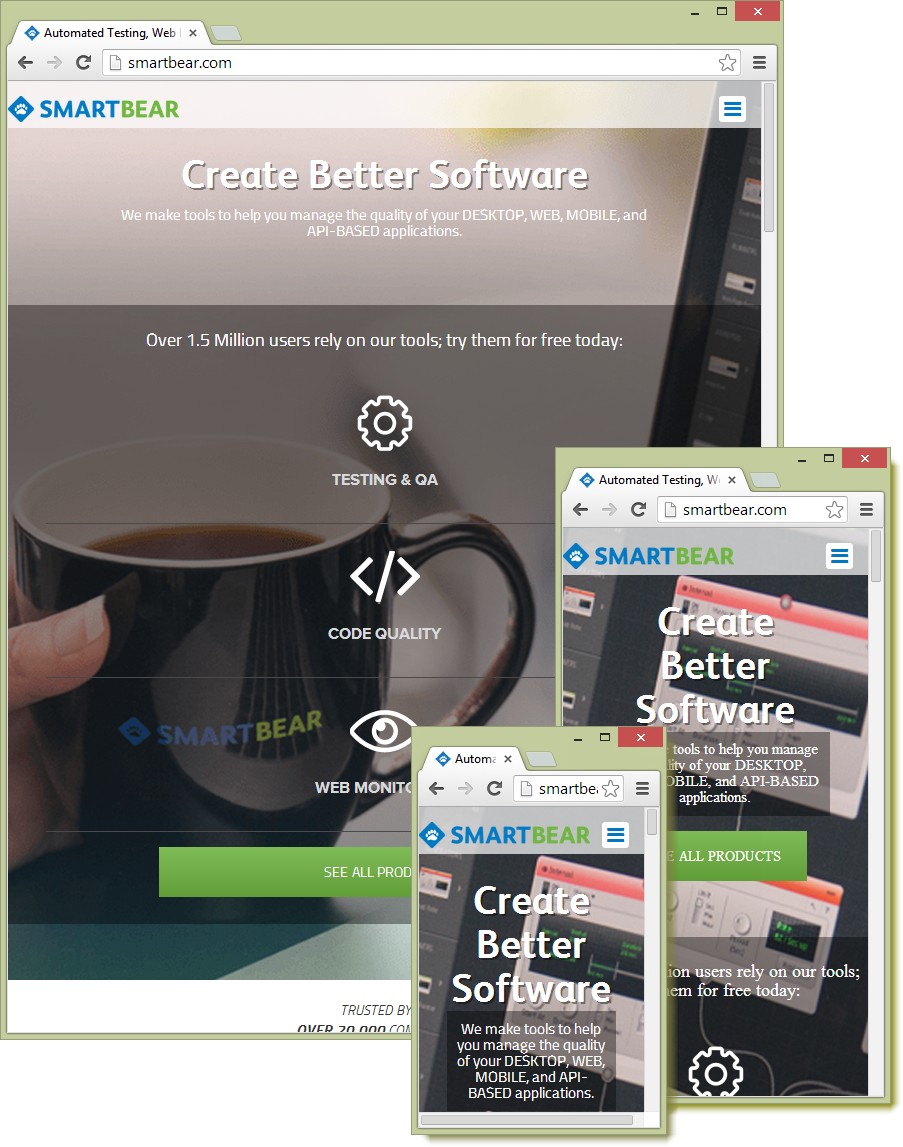 Automated Testing, Web
smartbear.com
SMARTBEAR
Create Better Software
We make tools to help you manage the quality of your DESKTOP, WEB, MOBILE, and
API-BASED applications.
Over 1.5 Million users rely on our tools; try them for free today:
TESTING & QA
CODE QUALITY
SMARTBEAR
WEB MONITO
SEE ALL PROD
TRUSTED BY
OVER 20,000 COM
Automated Testing, W
smartbear.com
SMARTBEAR
Create
Better
Software
tools to help you manage
lity of your DESKTOP,
OBILE, and API-BASED
applications.
E ALL PRODUCTS
ion users rely on our tools;
em for free today:
Automa
smartbea
SMARTBEAR
Create
Better
Software
We make tools to help
you manage the quality
of your DESKTOP, WEB,
MOBILE, and API-
BASED applications.